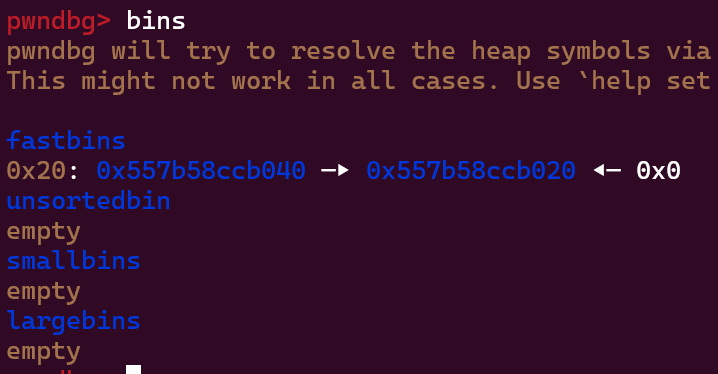 pwndbg> bins
pwndbg will try to resolve the heap symbols via
This might not work in all cases. Use `help set
fastbins
0x20: 0x557b58ccb040 —▸ 0x557b58ccb020 ◂— 0x0
unsortedbin
empty
smallbins
empty
largebins
empty